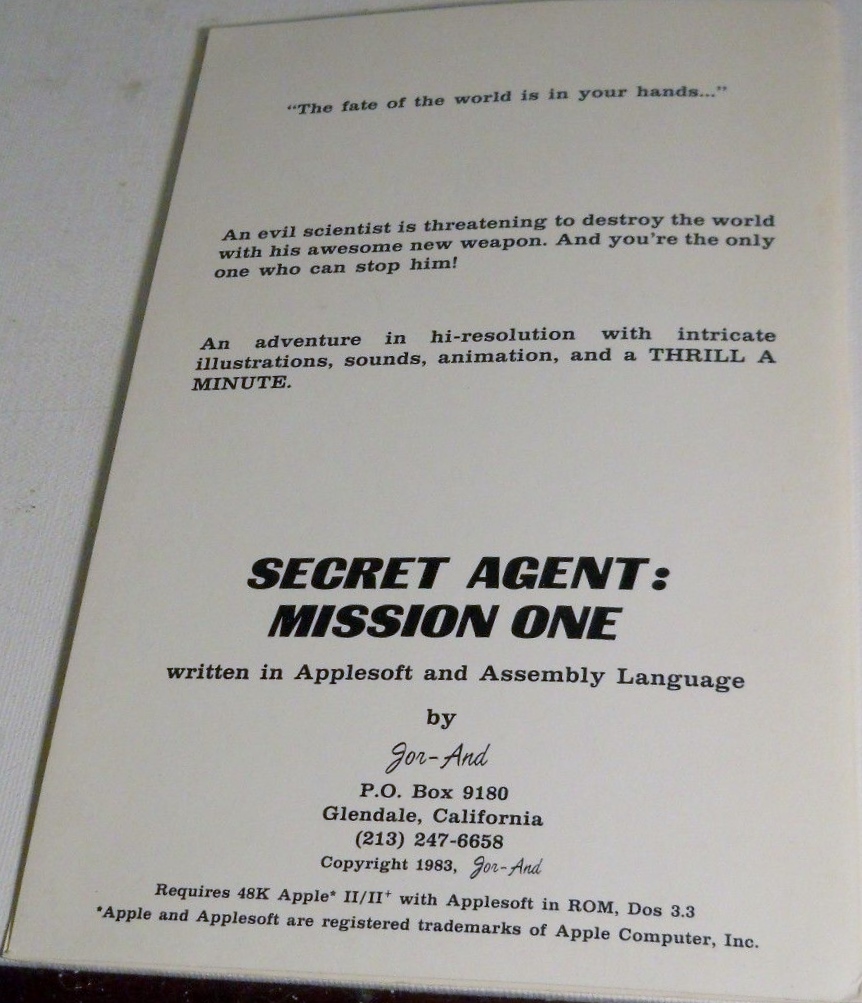 "The fate of the world is in your hands..."
An evil scientist is threatening to destroy the world
with his awesome new weapon. And you're the only
one who can stop him!
An adventure in hi-resolution with intricate
illustrations, sounds, animation, and a THRILL A
MINUTE.
SECRET AGENT:
MISSION ONE
written in Applesoft and Assembly Language
by
Jor-And
P.O. Box 9180
Glendale, California
(213) 247-6658
Copyright 1983, Jor-And
Requires 48K Apple* II/II+ with Applesoft in ROM, Dos 3.3
*Apple and Applesoft are registered trademarks of Apple Computer, Inc.